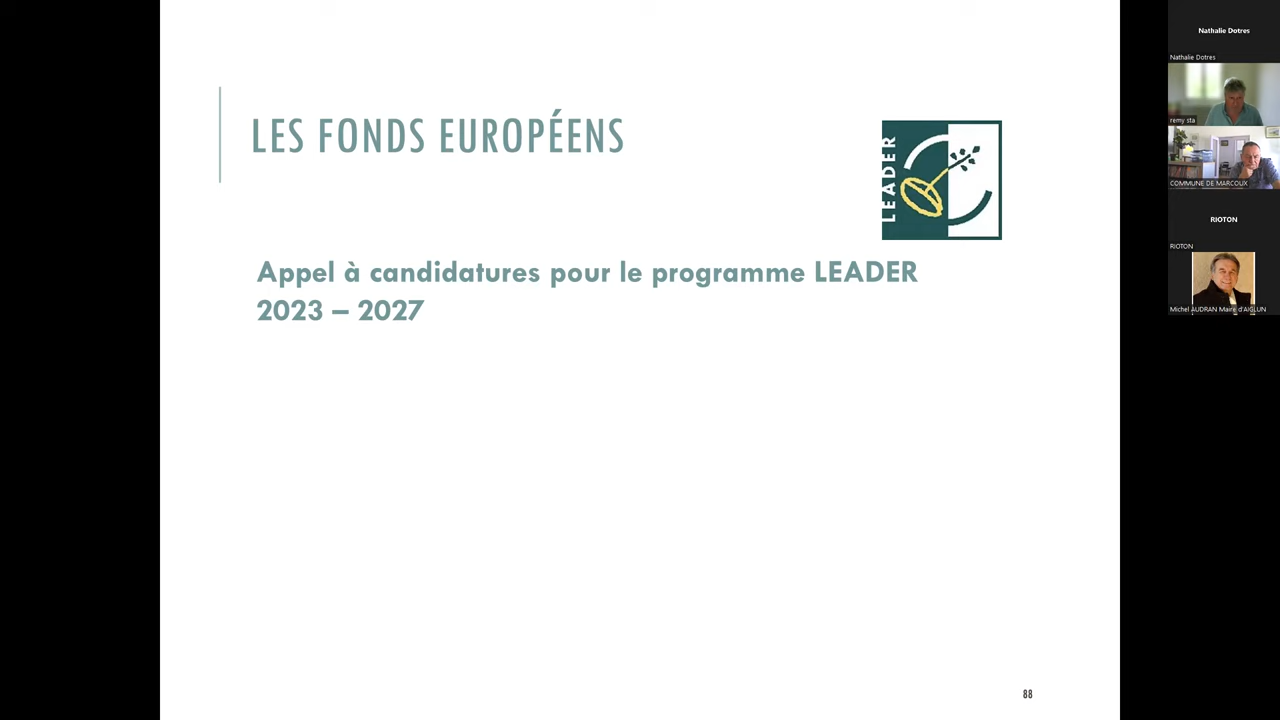 LES FONDS EUROPÉENS
LEADER
Appel à candidatures pour le programme LEADER
2023 – 2027
88
Nathalie Dotres
Nathalie Dotres
remy sta
COMMUNE DE MARCOUX
RIOTON
RIOTON
Michel AUDRAN Maire d'AIGLUN